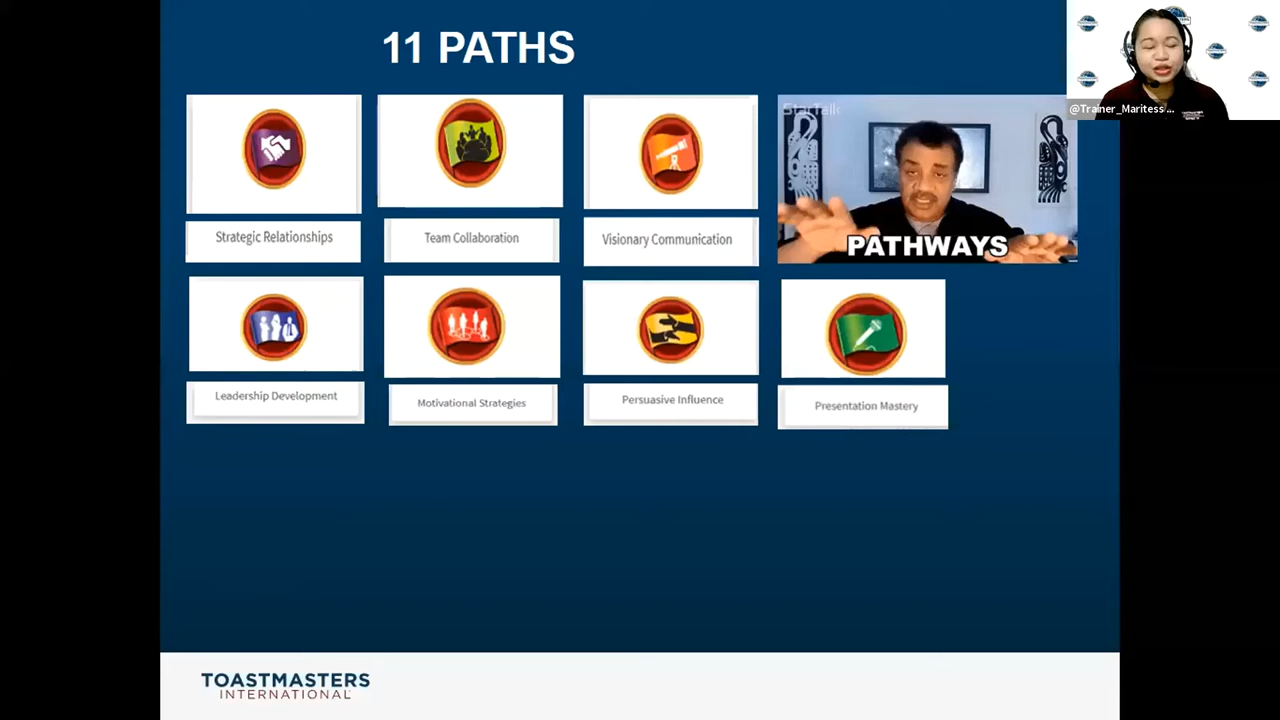 11 PATHS
@Trainer_Maritess ...
StarTalk
PATHWAYS
Strategic Relationships
Team Collaboration
Visionary Communication
Leadership Development
Motivational Strategies
Persuasive Influence
Presentation Mastery
TOASTMASTERS
INTERNATIONAL